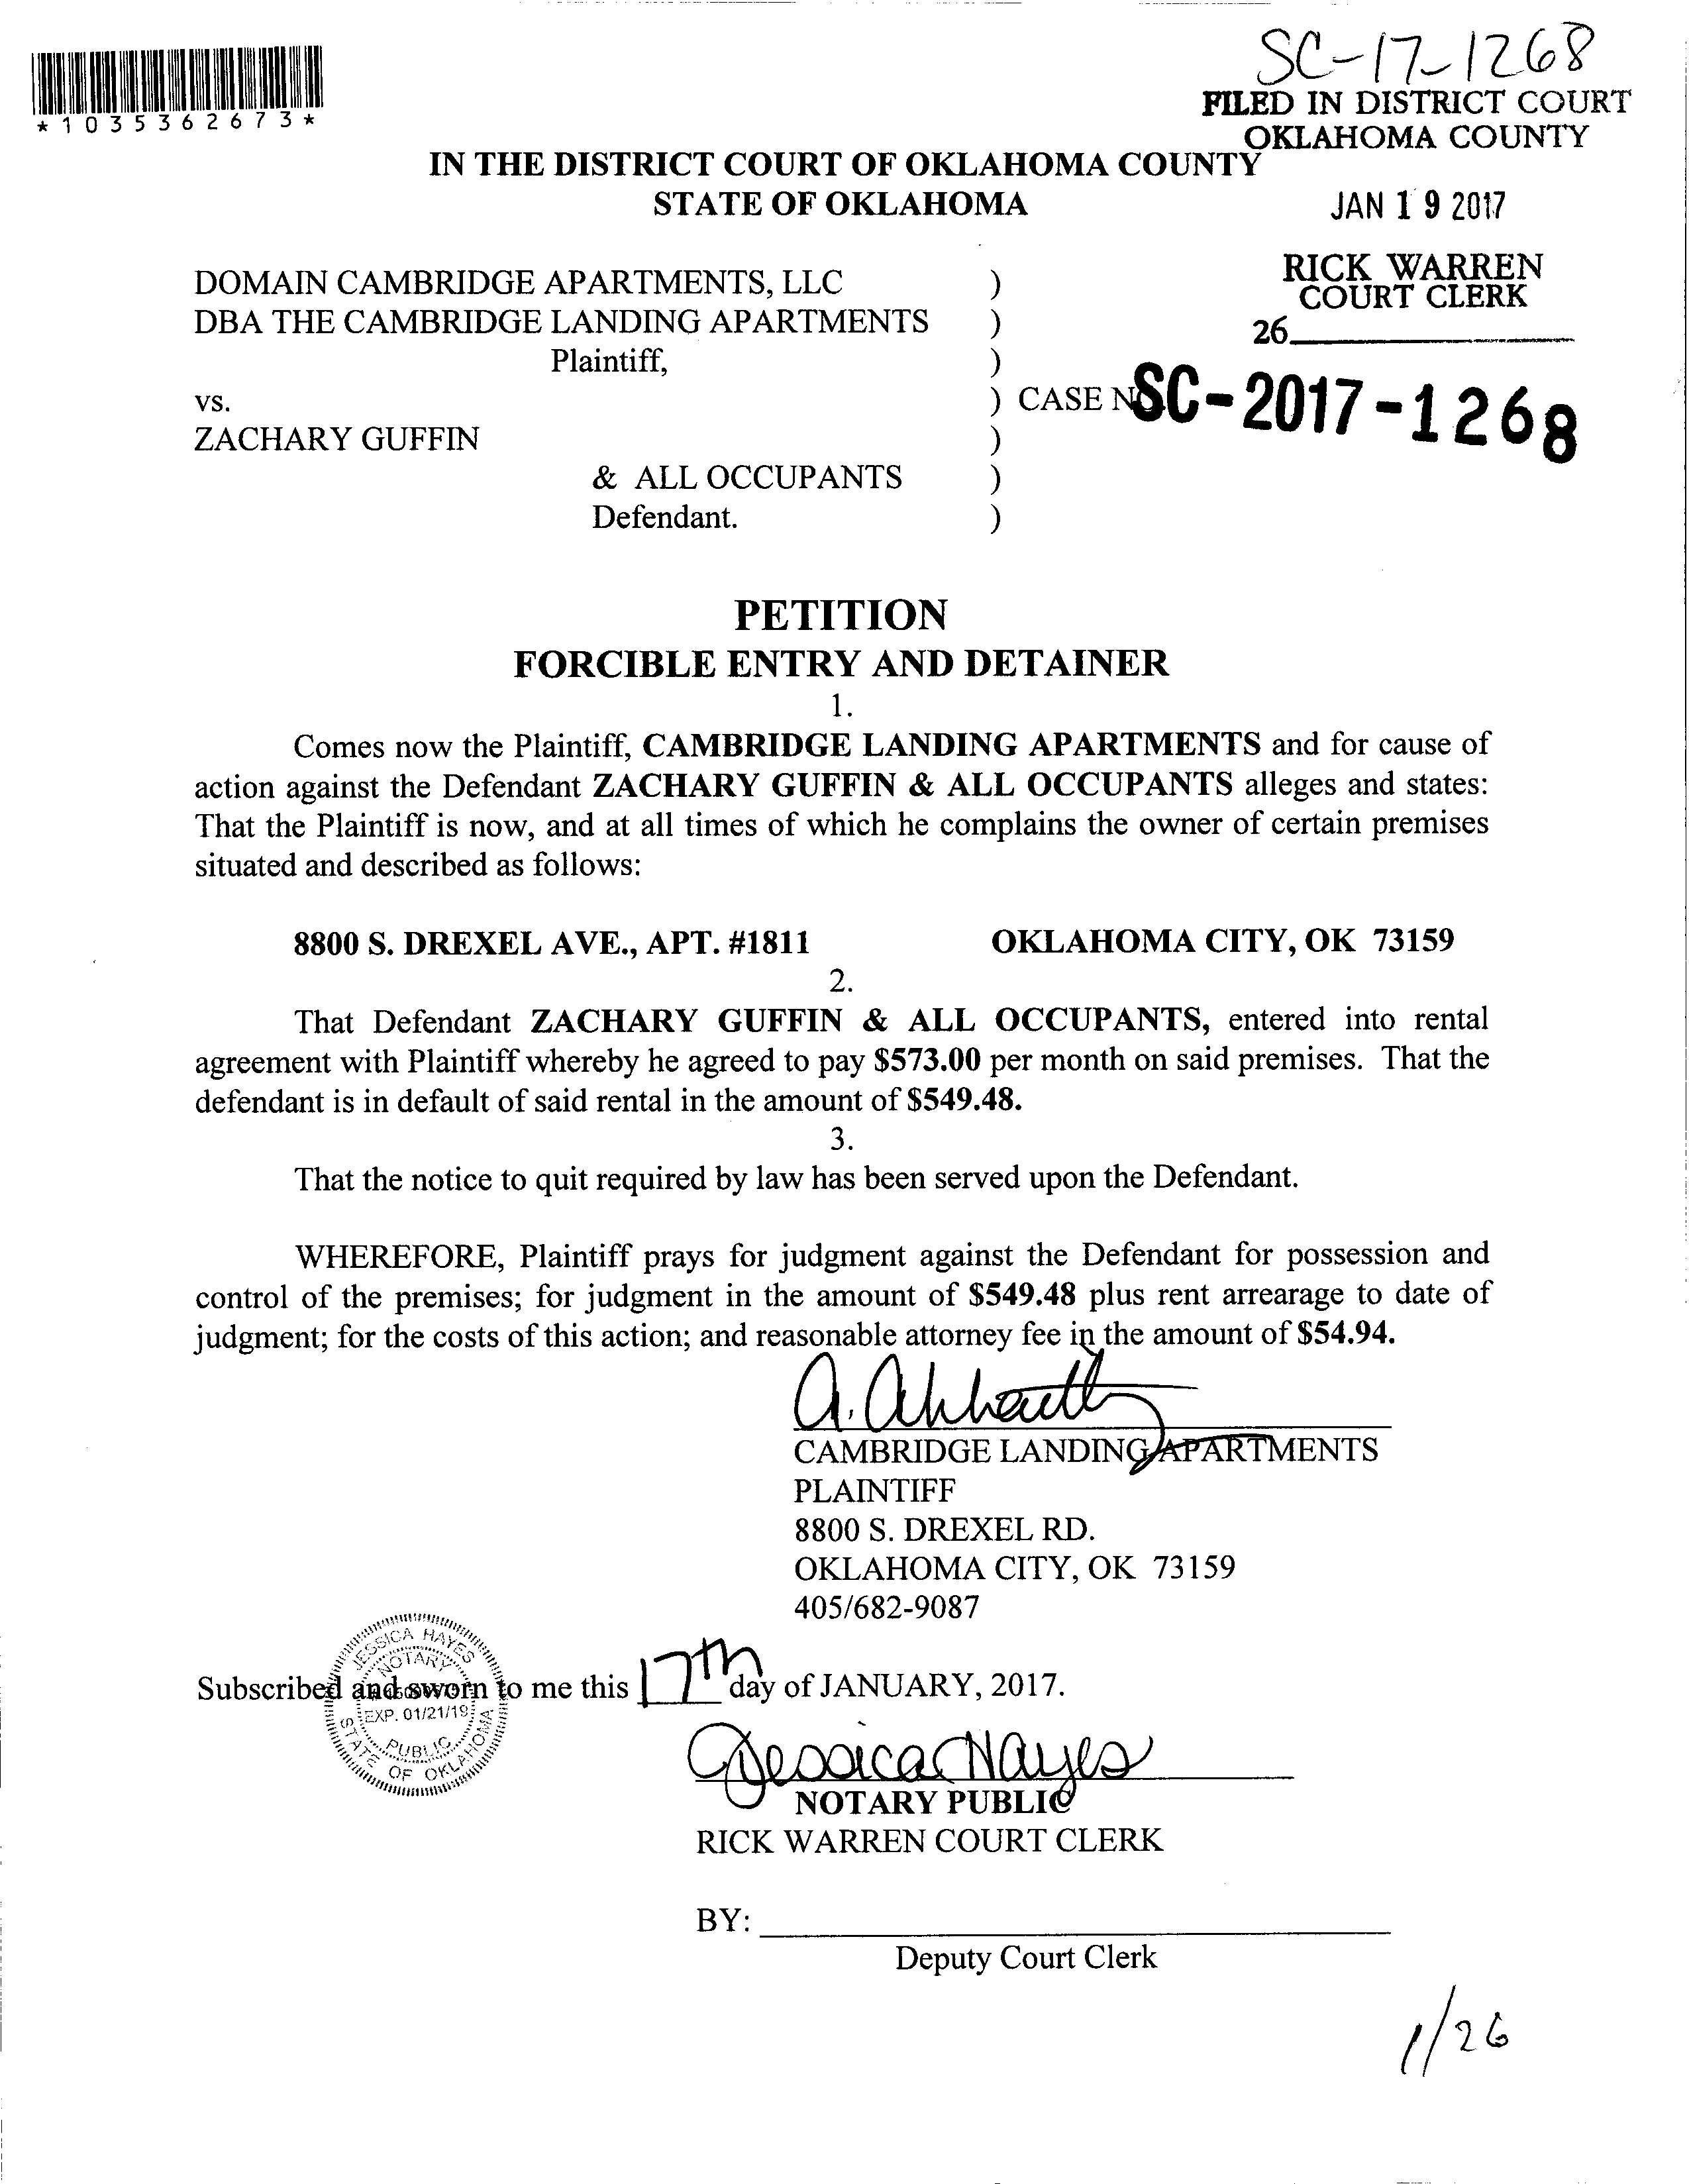 SC-17-1268
*1035362673*
FILED IN DISTRICT COURT
OKLAHOMA COUNTY
IN THE DISTRICT COURT OF OKLAHOMA COUNTY
STATE OF OKLAHOMA
JAN 19 2017
RICK WARREN
COURT CLERK
26
DOMAIN CAMBRIDGE APARTMENTS, LLC )
DBA THE CAMBRIDGE LANDING APARTMENTS )
Plaintiff, )
vs. ) CASE NO. SC-2017-1268
ZACHARY GUFFIN )
& ALL OCCUPANTS )
Defendant. )
PETITION
FORCIBLE ENTRY AND DETAINER
1.
Comes now the Plaintiff, CAMBRIDGE LANDING APARTMENTS and for cause of
action against the Defendant ZACHARY GUFFIN & ALL OCCUPANTS alleges and states:
That the Plaintiff is now, and at all times of which he complains the owner of certain premises
situated and described as follows:
8800 S. DREXEL AVE., APT. #1811 OKLAHOMA CITY, OK 73159
2.
That Defendant ZACHARY GUFFIN & ALL OCCUPANTS, entered into rental
agreement with Plaintiff whereby he agreed to pay $573.00 per month on said premises. That the
defendant is in default of said rental in the amount of $549.48.
3.
That the notice to quit required by law has been served upon the Defendant.
WHEREFORE, Plaintiff prays for judgment against the Defendant for possession and
control of the premises; for judgment in the amount of $549.48 plus rent arrearage to date of
judgment; for the costs of this action; and reasonable attorney fee in the amount of $54.94.
CAMBRIDGE LANDING APARTMENTS
PLAINTIFF
8800 S. DREXEL RD.
OKLAHOMA CITY, OK 73159
405/682-9087
JESSICA HAYES
NOTARY
EXP. 01/21/19
PUBLIC
STATE OF OKLAHOMA
Subscribed and sworn to me this 17th day of JANUARY, 2017.
Jessica Hayes
NOTARY PUBLIC
RICK WARREN COURT CLERK
BY:
Deputy Court Clerk
1/26